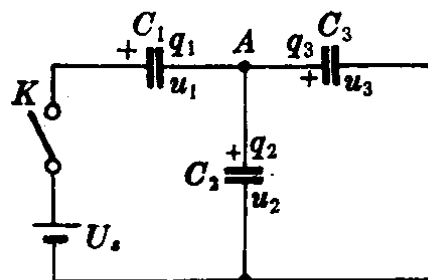 C₁ q₁ A q₃ C₃
+ u₁ + u₃
K
+ q₂
C₂ u₂
Uₛ